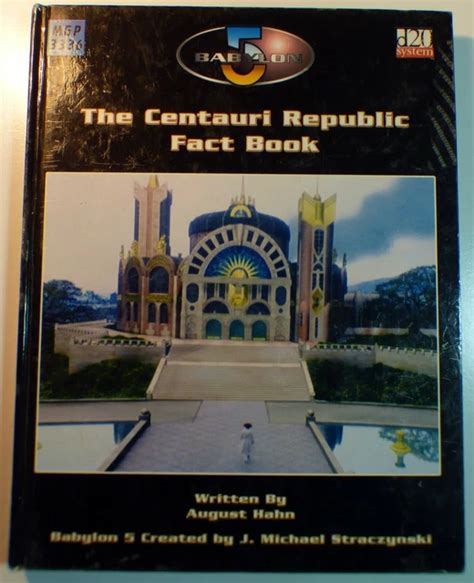 MGP
3336
BABYLON
5
d20
system
The Centauri Republic
Fact Book
Written By
August Hahn
Babylon 5 Created by J. Michael Straczynski